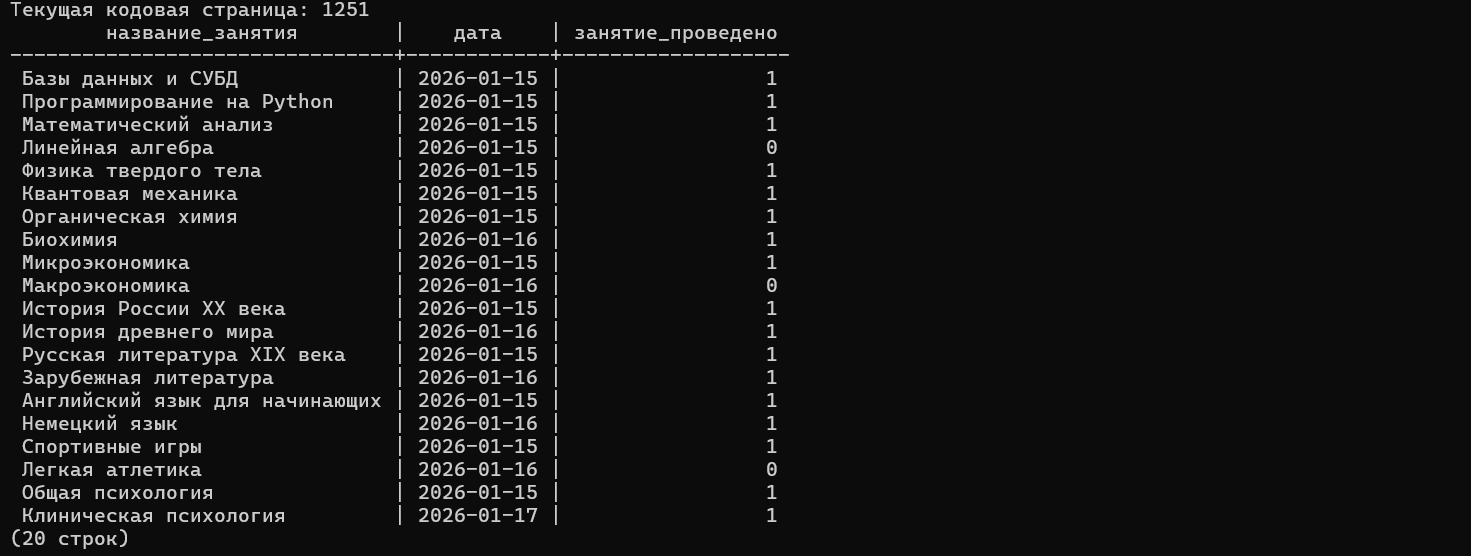 Текущая кодовая страница: 1251
название_занятия | дата | занятие_проведено
--------------------------------+------------+-------------------
Базы данных и СУБД | 2026-01-15 | 1
Программирование на Python | 2026-01-15 | 1
Математический анализ | 2026-01-15 | 1
Линейная алгебра | 2026-01-15 | 0
Физика твердого тела | 2026-01-15 | 1
Квантовая механика | 2026-01-15 | 1
Органическая химия | 2026-01-15 | 1
Биохимия | 2026-01-16 | 1
Микроэкономика | 2026-01-15 | 1
Макроэкономика | 2026-01-16 | 0
История России XX века | 2026-01-15 | 1
История древнего мира | 2026-01-16 | 1
Русская литература XIX века | 2026-01-15 | 1
Зарубежная литература | 2026-01-16 | 1
Английский язык для начинающих | 2026-01-15 | 1
Немецкий язык | 2026-01-16 | 1
Спортивные игры | 2026-01-15 | 1
Легкая атлетика | 2026-01-16 | 0
Общая психология | 2026-01-15 | 1
Клиническая психология | 2026-01-17 | 1
(20 строк)